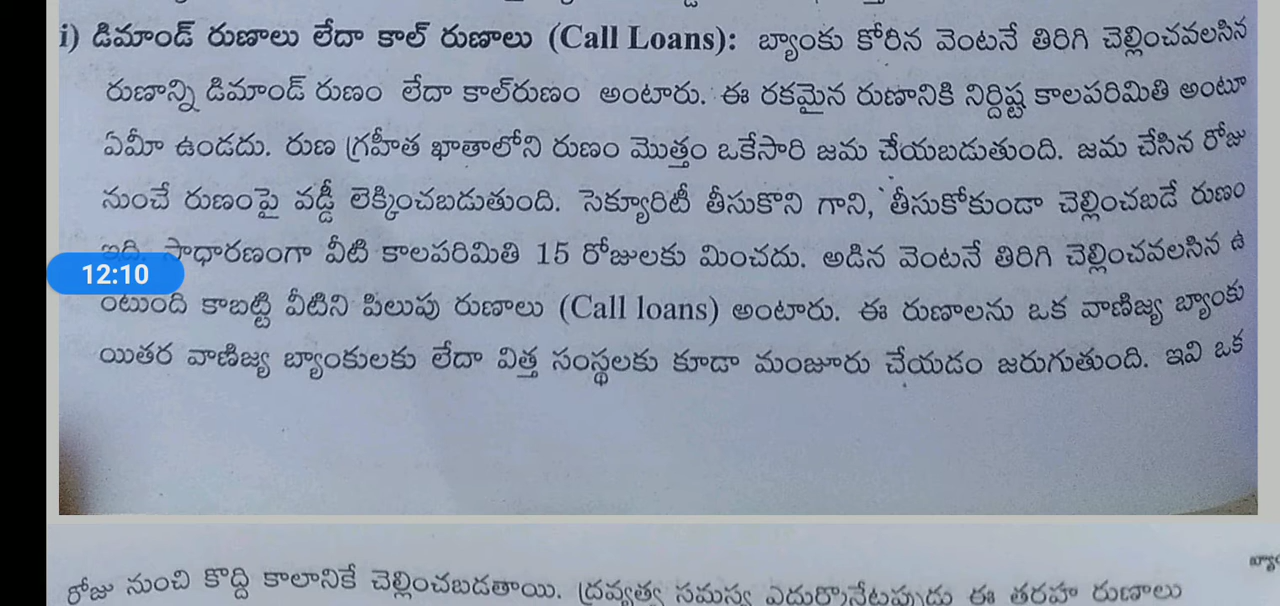 i) డిమాండ్ రుణాలు లేదా కాల్ రుణాలు (Call Loans): బ్యాంకు కోరిన వెంటనే తిరిగి చెల్లించవలసిన
రుణాన్ని డిమాండ్ రుణం లేదా కాల్‌రుణం అంటారు. ఈ రకమైన రుణానికి నిర్దిష్ట కాలపరిమితి అంటూ
ఏమీ ఉండదు. రుణ గ్రహీత ఖాతాలోని రుణం మొత్తం ఒకేసారి జమ చేయబడుతుంది. జమ చేసిన రోజు
నుంచే రుణంపై వడ్డీ లెక్కించబడుతుంది. సెక్యూరిటీ తీసుకొని గాని, తీసుకోకుండా చెల్లించబడే రుణం
ఇది. సాధారణంగా వీటి కాలపరిమితి 15 రోజులకు మించదు. అడిన వెంటనే తిరిగి చెల్లించవలసిన ఉ
12:10
ంటుంది కాబట్టి వీటిని పిలుపు రుణాలు (Call loans) అంటారు. ఈ రుణాలను ఒక వాణిజ్య బ్యాంకు
యితర వాణిజ్య బ్యాంకులకు లేదా విత్త సంస్థలకు కూడా మంజూరు చేయడం జరుగుతుంది. ఇవి ఒక
రోజు నుంచి కొద్ది కాలానికే చెల్లించబడతాయి. ద్రవ్యత్వ సమస్య ఎదుర్కొనేటప్పుడు ఈ తరహా రుణాలు